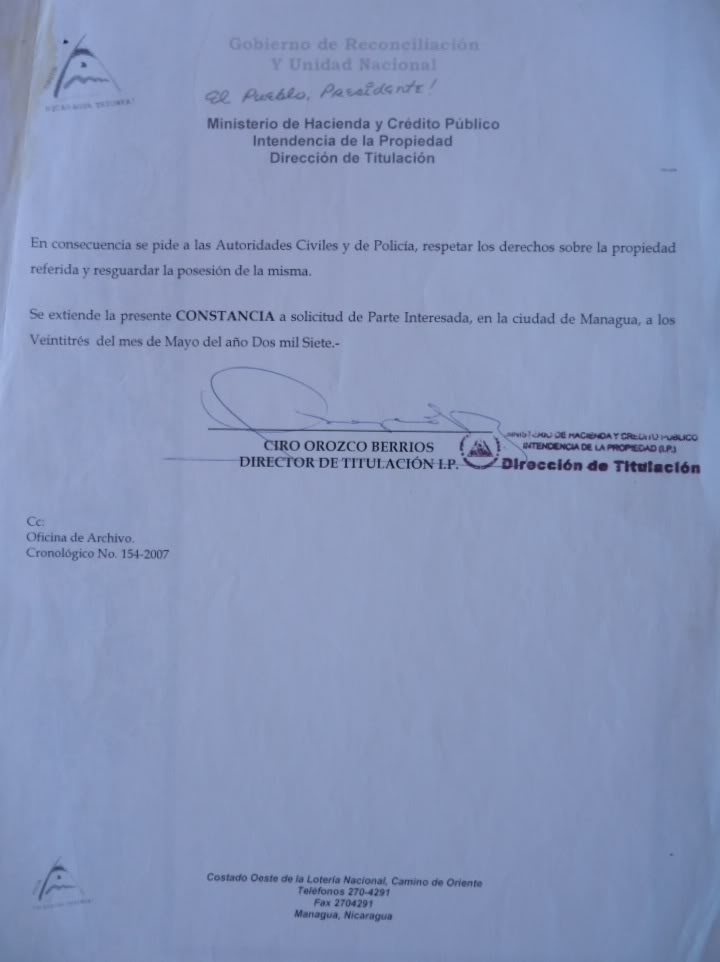 Gobierno de Reconciliación
Y Unidad Nacional
El Pueblo, Presidente!
Ministerio de Hacienda y Crédito Público
Intendencia de la Propiedad
Dirección de Titulación
En consecuencia se pide a las Autoridades Civiles y de Policía, respetar los derechos sobre la propiedad
referida y resguardar la posesión de la misma.
Se extiende la presente CONSTANCIA a solicitud de Parte Interesada, en la ciudad de Managua, a los
Veintitrés del mes de Mayo del año Dos mil Siete.-
CIRO OROZCO BERRIOS
DIRECTOR DE TITULACIÓN I.P.
MINISTERIO DE HACIENDA Y CREDITO PUBLICO
INTENDENCIA DE LA PROPIEDAD (I.P.)
Dirección de Titulación
Cc:
Oficina de Archivo.
Cronológico No. 154-2007
Costado Oeste de la Lotería Nacional, Camino de Oriente
Teléfonos 270-4291
Fax 2704291
Managua, Nicaragua